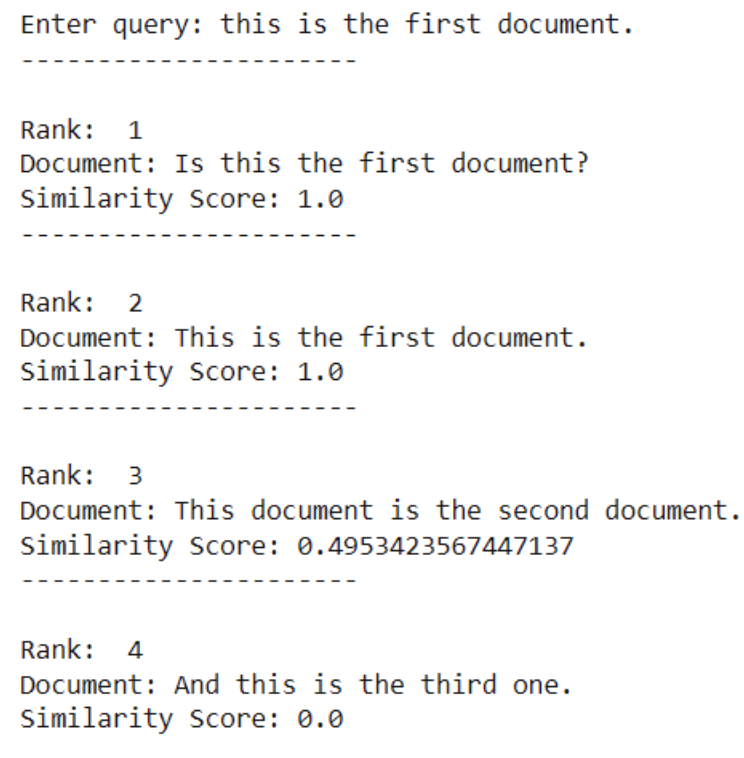 Enter query: this is the first document.
----------------------
Rank:  1
Document: Is this the first document?
Similarity Score: 1.0
----------------------
Rank:  2
Document: This is the first document.
Similarity Score: 1.0
----------------------
Rank:  3
Document: This document is the second document.
Similarity Score: 0.4953423567447137
----------------------
Rank:  4
Document: And this is the third one.
Similarity Score: 0.0